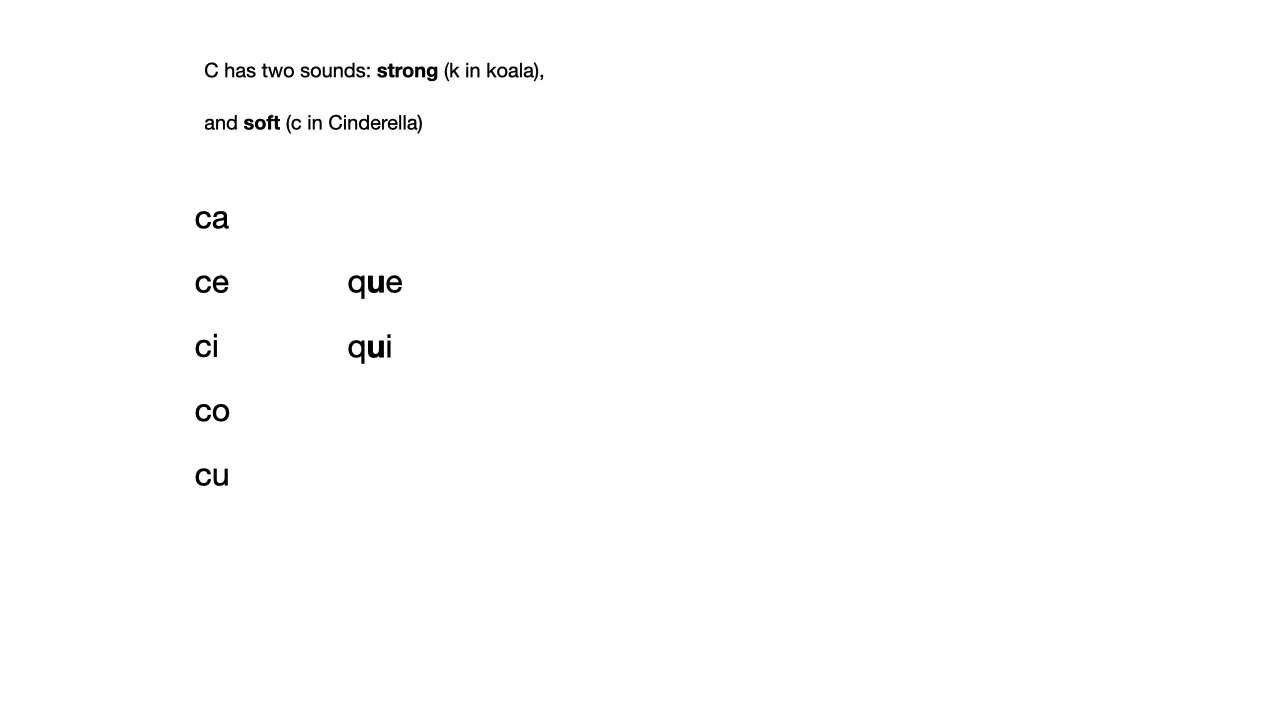 C has two sounds: strong (k in koala),
and soft (c in Cinderella)
ca
ce que
ci qui
co
cu